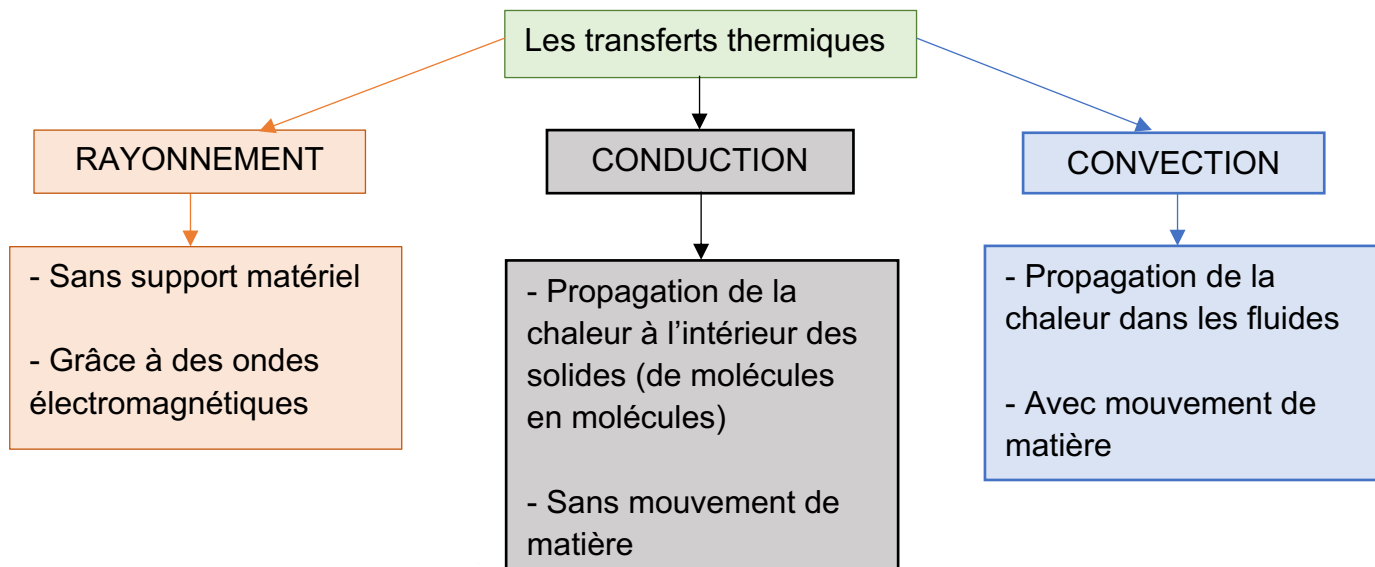 Les transferts thermiques
RAYONNEMENT
CONDUCTION
CONVECTION
- Sans support matériel
- Grâce à des ondes
électromagnétiques
- Propagation de la
chaleur à l’intérieur des
solides (de molécules
en molécules)
- Sans mouvement de
matière
- Propagation de la
chaleur dans les fluides
- Avec mouvement de
matière